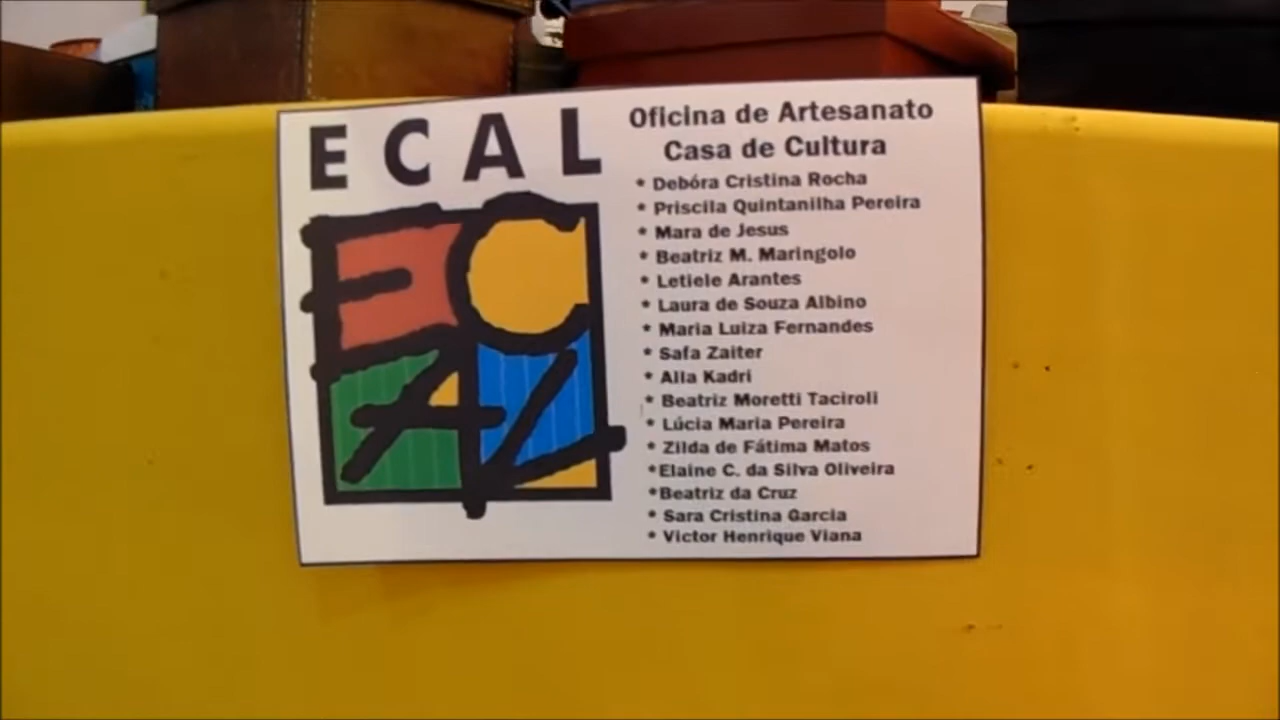 E C A L
ECAL
Oficina de Artesanato
Casa de Cultura
* Debóra Cristina Rocha
* Priscila Quintanilha Pereira
* Mara de Jesus
* Beatriz M. Maringolo
* Letiele Arantes
* Laura de Souza Albino
* Maria Luiza Fernandes
* Safa Zaiter
* Alla Kadri
* Beatriz Moretti Taciroli
* Lúcia Maria Pereira
* Zilda de Fátima Matos
*Elaine C. da Silva Oliveira
*Beatriz da Cruz
* Sara Cristina Garcia
* Victor Henrique Viana